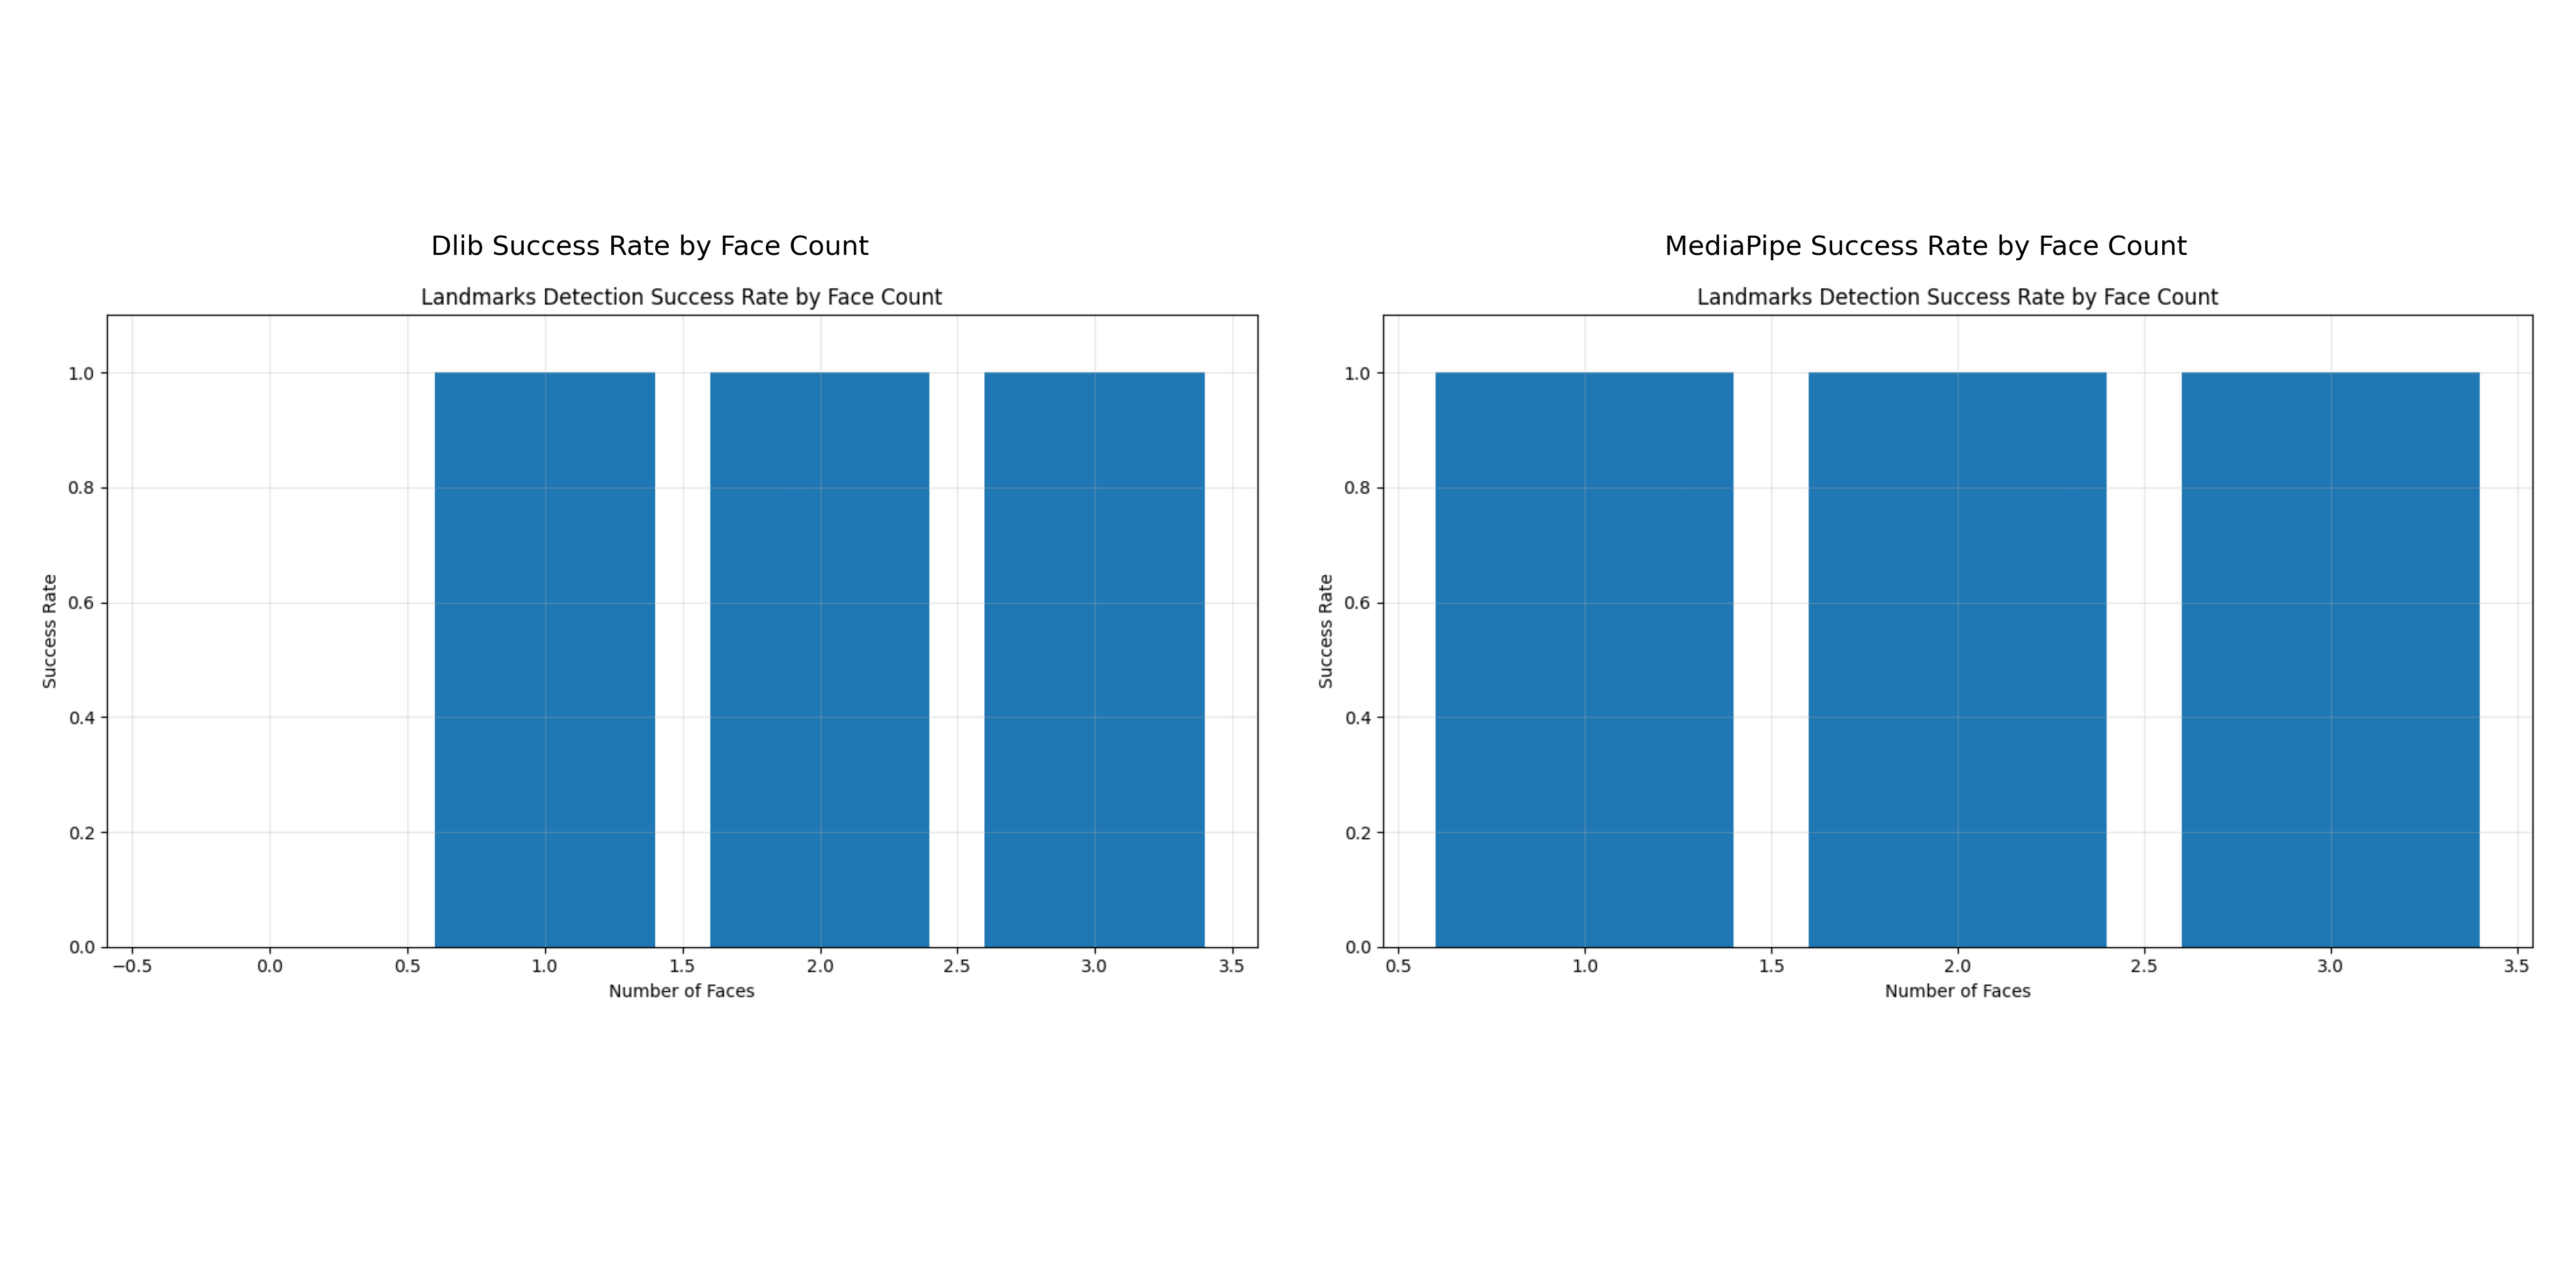 Dlib Success Rate by Face Count
Landmarks Detection Success Rate by Face Count
1.0
0.8
0.6
0.4
0.2
0.0
Success Rate
−0.5 0.0 0.5 1.0 1.5 2.0 2.5 3.0 3.5
Number of Faces
MediaPipe Success Rate by Face Count
Landmarks Detection Success Rate by Face Count
1.0
0.8
0.6
0.4
0.2
0.0
Success Rate
0.5 1.0 1.5 2.0 2.5 3.0 3.5
Number of Faces